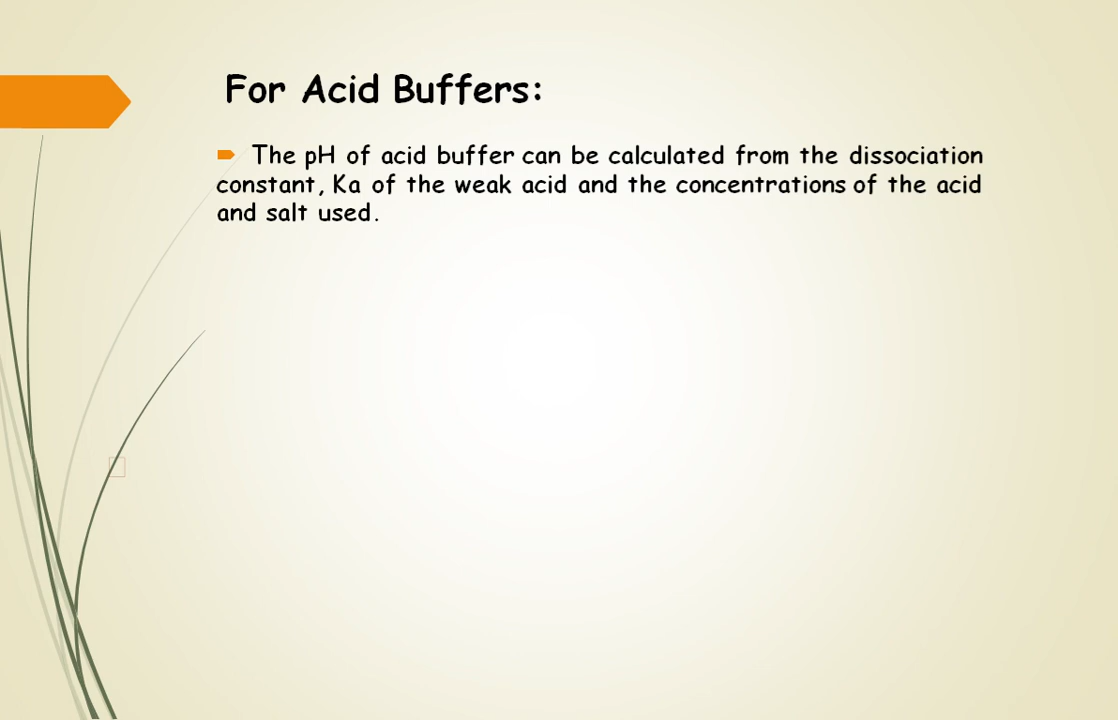 For Acid Buffers:
The pH of acid buffer can be calculated from the dissociation
constant, Ka of the weak acid and the concentrations of the acid
and salt used.